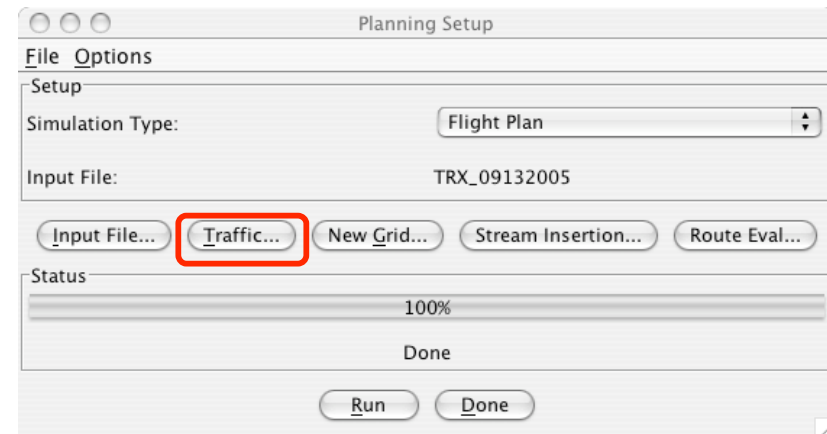 Planning Setup
File Options
Setup
Simulation Type: Flight Plan
Input File: TRX_09132005
Input File... Traffic... New Grid... Stream Insertion... Route Eval...
Status
100%
Done
Run Done